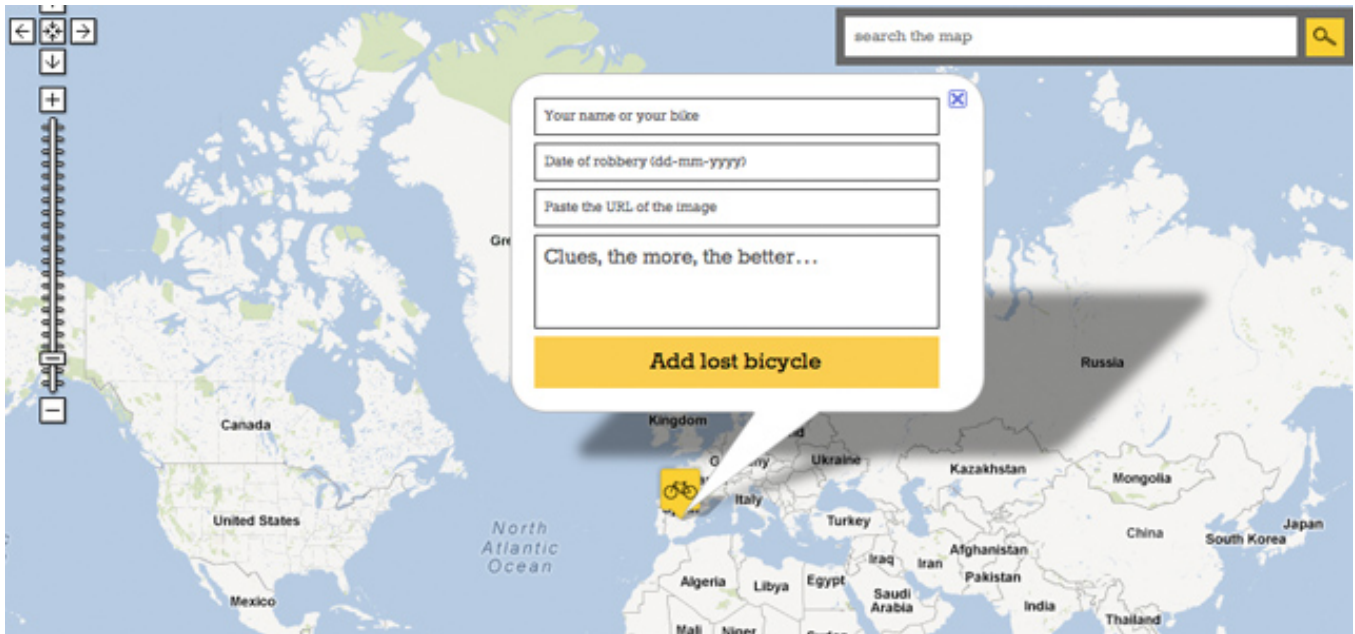 search the map
Your name or your bike
Date of robbery (dd-mm-yyyy)
Paste the URL of the image
Clues, the more, the better...
Add lost bicycle
Russia
Canada
Kingdom
Ukraine
Kazakhstan
Mongolia
Italy
United States
North
Atlantic
Ocean
Turkey
China
Japan
South Korea
Iraq
Iran
Afghanistan
Pakistan
Algeria
Libya
Egypt
Saudi
Arabia
India
Mexico
Thailand
Mali
Niger